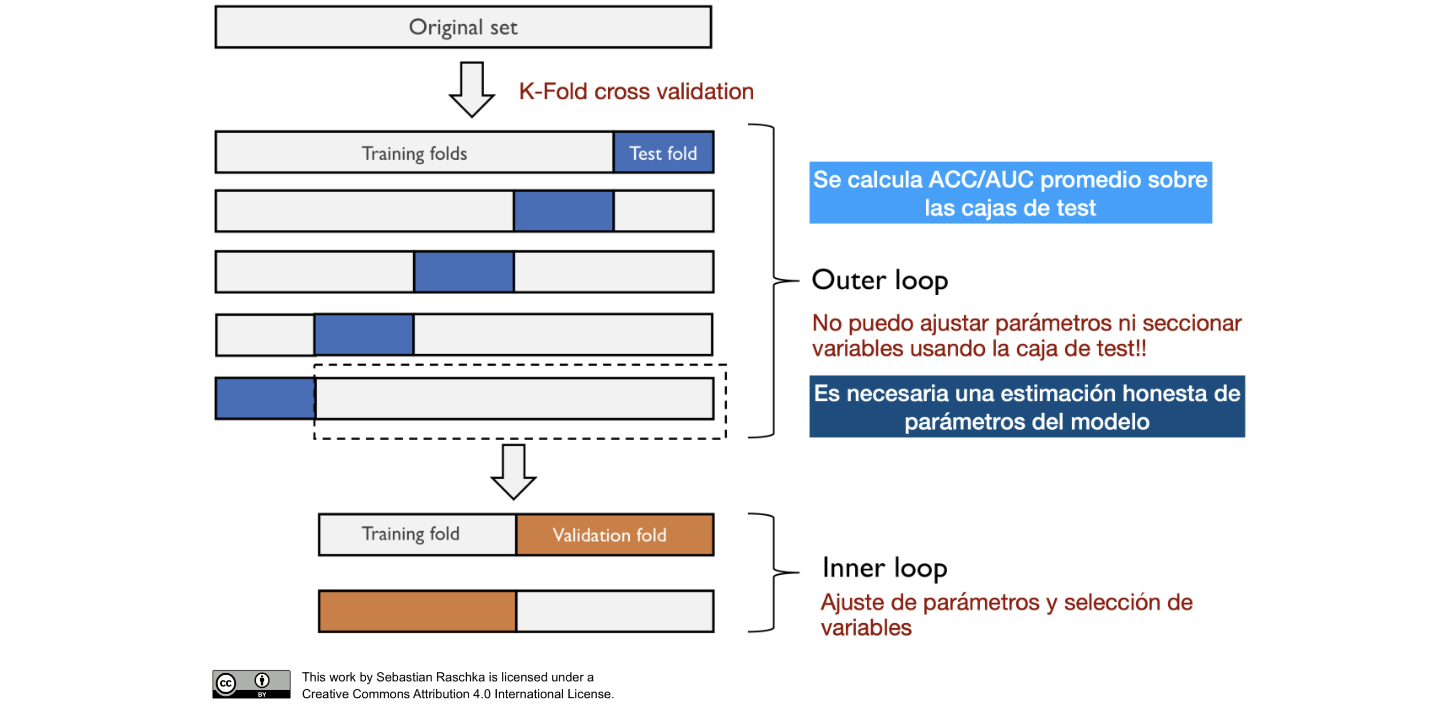 Original set
K-Fold cross validation
Training folds
Test fold
Se calcula ACC/AUC promedio sobre
las cajas de test
Outer loop
No puedo ajustar parámetros ni seccionar
variables usando la caja de test!!
Es necesaria una estimación honesta de
parámetros del modelo
Training fold
Validation fold
Inner loop
Ajuste de parámetros y selección de
variables
cc
BY
This work by Sebastian Raschka is licensed under a
Creative Commons Attribution 4.0 International License.